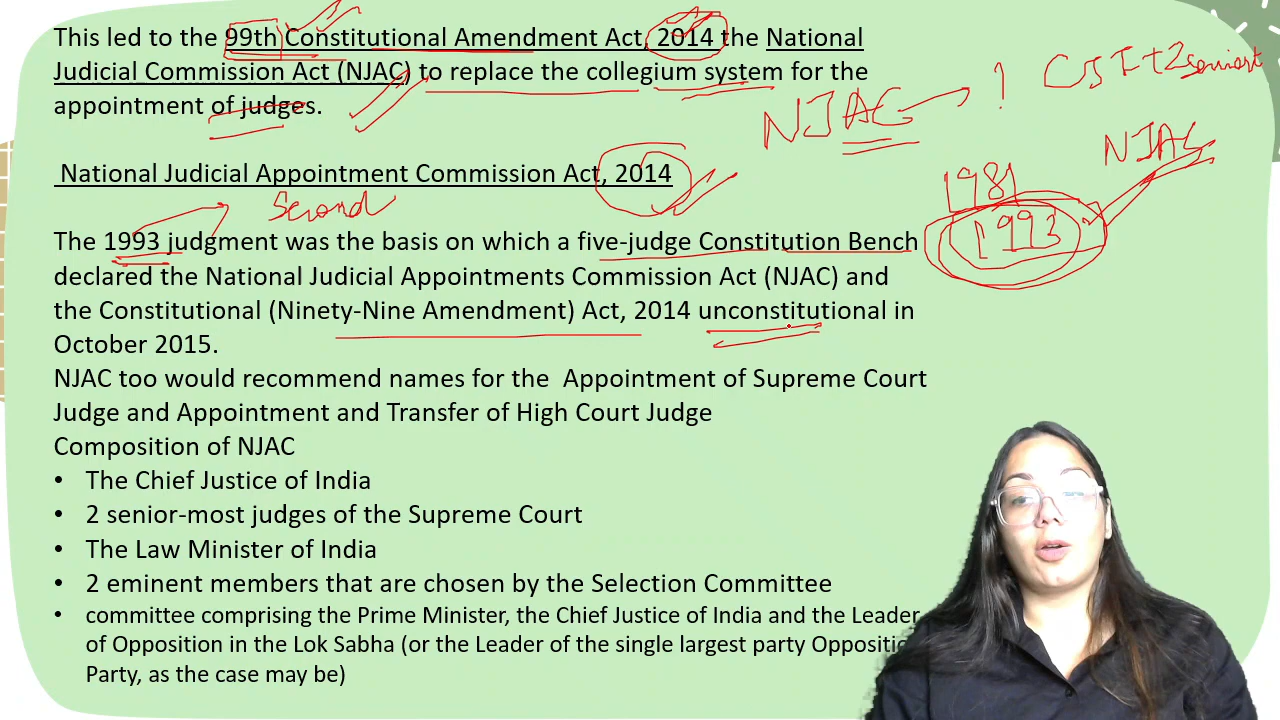 This led to the 99th Constitutional Amendment Act, 2014 the National
Judicial Commission Act (NJAC) to replace the collegium system for the
appointment of judges.
CJI+2 seniormost
NJAC
NJAC
National Judicial Appointment Commission Act, 2014
1981
Second
1993
The 1993 judgment was the basis on which a five-judge Constitution Bench
declared the National Judicial Appointments Commission Act (NJAC) and
the Constitutional (Ninety-Nine Amendment) Act, 2014 unconstitutional in
October 2015.
NJAC too would recommend names for the Appointment of Supreme Court
Judge and Appointment and Transfer of High Court Judge
Composition of NJAC
• The Chief Justice of India
• 2 senior-most judges of the Supreme Court
• The Law Minister of India
• 2 eminent members that are chosen by the Selection Committee
• committee comprising the Prime Minister, the Chief Justice of India and the Leader
of Opposition in the Lok Sabha (or the Leader of the single largest party
Party, as the case may be)